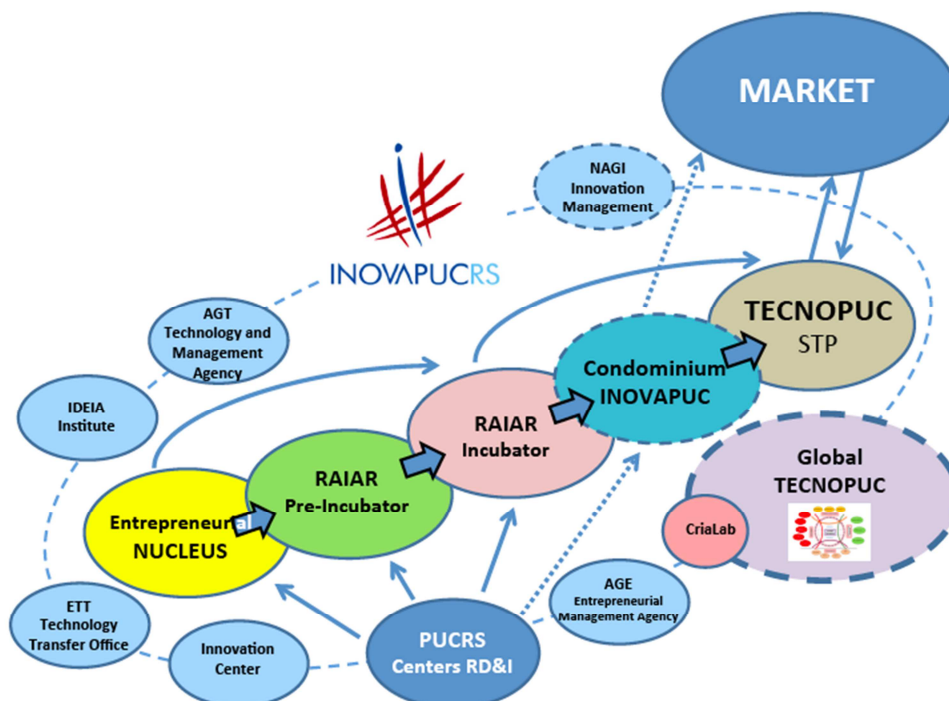 MARKET
NAGI
Innovation
Management
INOVAPUCRS
AGT
Technology and
Management
Agency
TECNOPUC
STP
Condominium
INOVAPUC
IDEIA
Institute
RAIAR
Incubator
RAIAR
Pre-Incubator
Global
TECNOPUC
Entrepreneurial
NUCLEUS
CriaLab
AGE
Entrepreneurial
Management Agency
ETT
Technology
Transfer Office
Innovation
Center
PUCRS
Centers RD&I